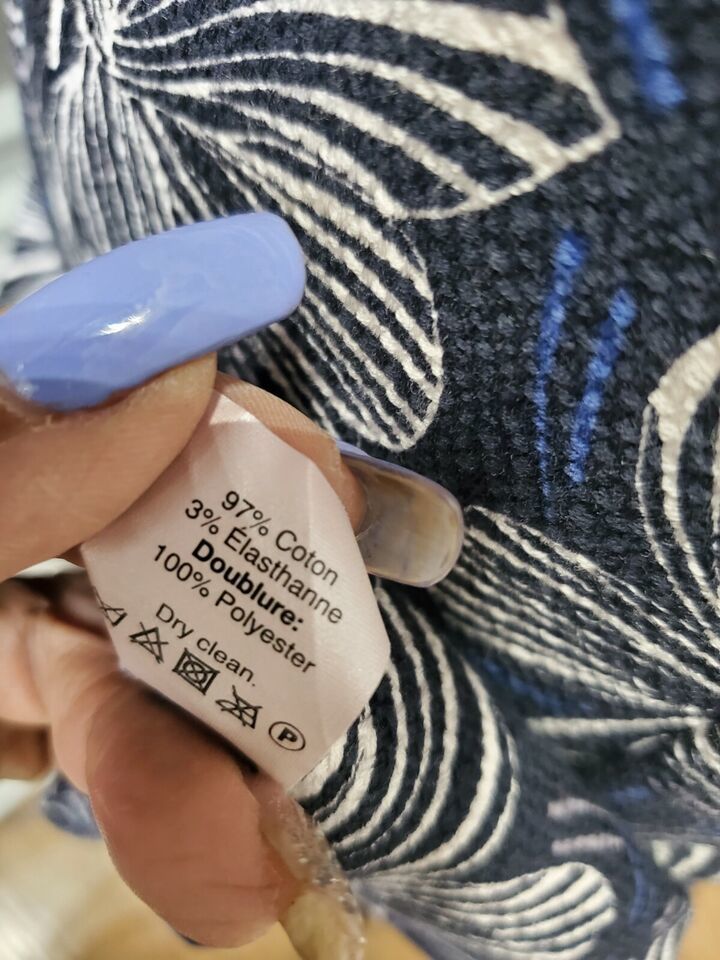 97% Coton
3% Élasthanne
Doublure:
100% Polyester
Dry clean.
P